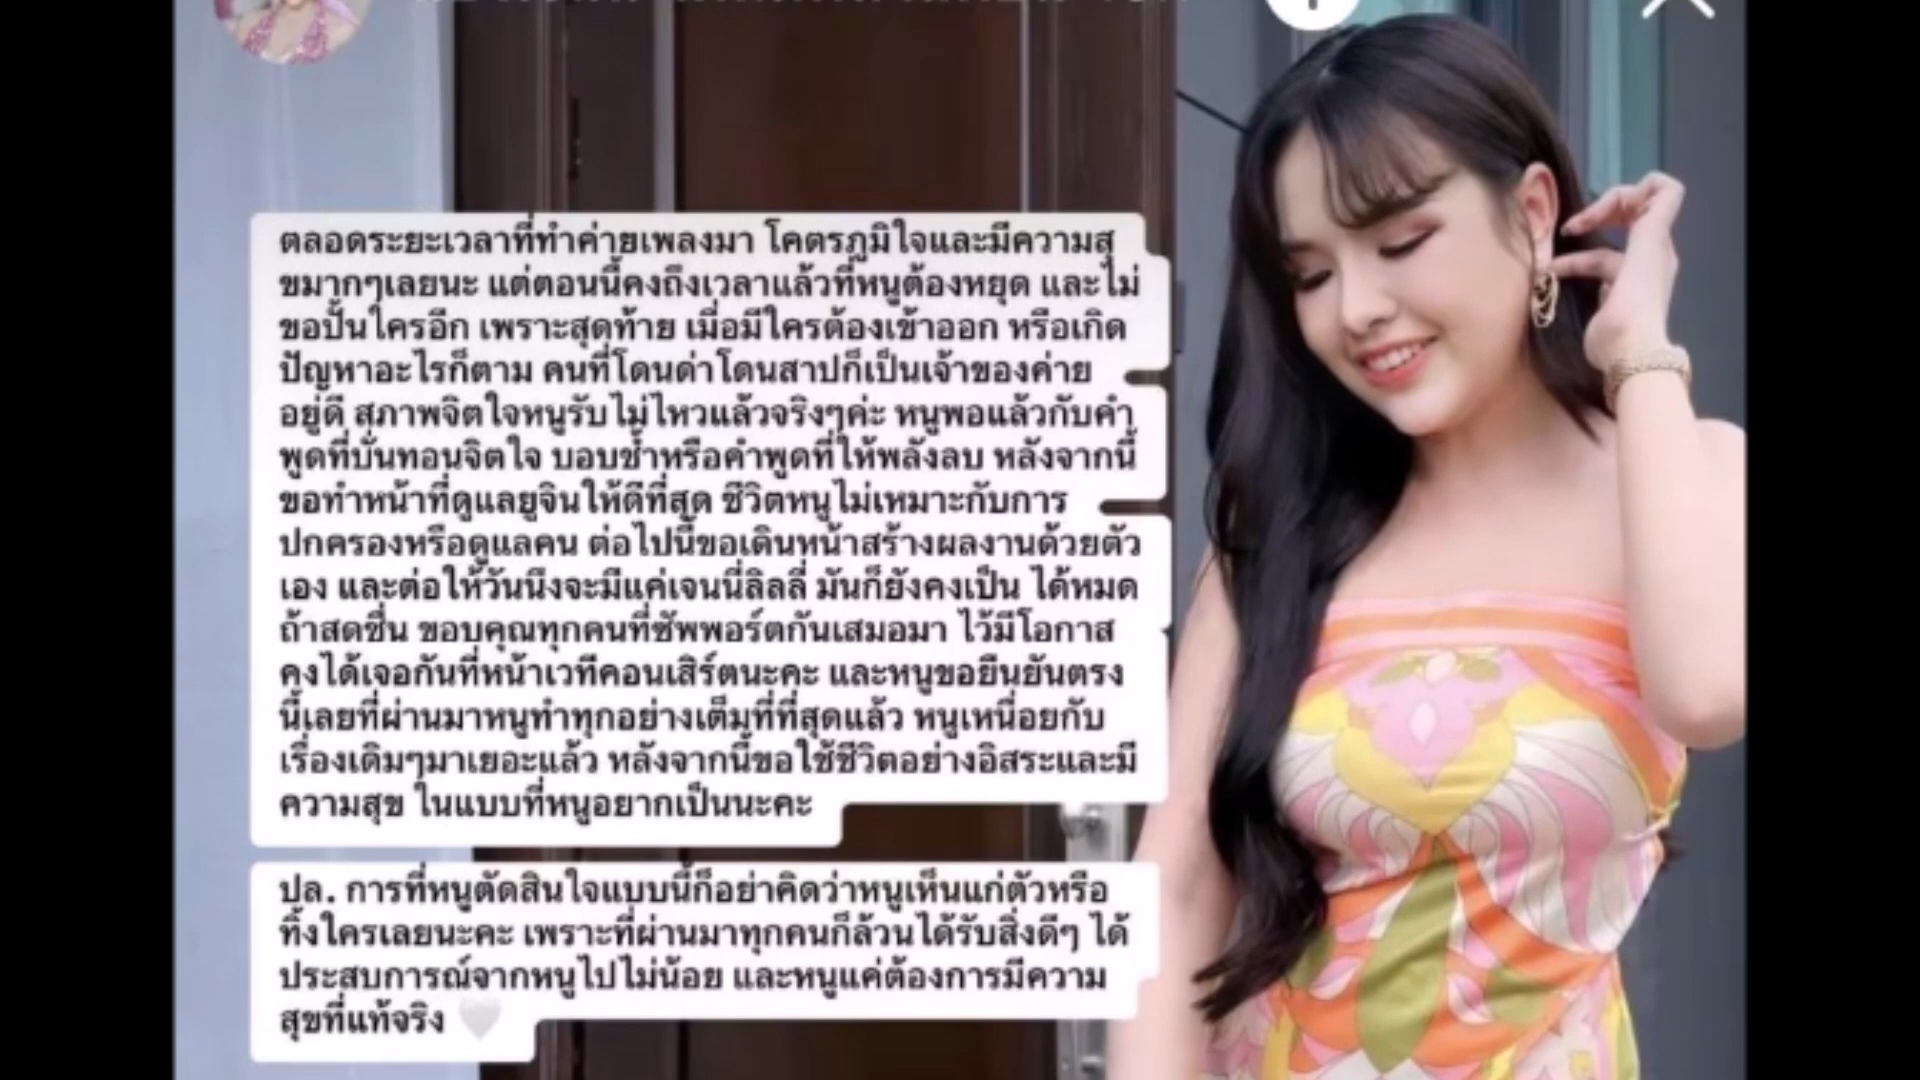 ตลอดระยะเวลาที่ทำค่ายเพลงมา โคตรภูมิใจและมีความสุ
ขมากๆเลยนะ แต่ตอนนี้คงถึงเวลาแล้วที่หนูต้องหยุด และไม่
ขอปั้นใครอีก เพราะสุดท้าย เมื่อมีใครต้องเข้าออก หรือเกิด
ปัญหาอะไรก็ตาม คนที่โดนด่าโดนสาปก็เป็นเจ้าของค่าย
อยู่ดี สภาพจิตใจหนูรับไม่ไหวแล้วจริงๆค่ะ หนูพอแล้วกับคำ
พูดที่บั่นทอนจิตใจ บอบช้ำหรือคำพูดที่ให้พลังลบ หลังจากนี้
ขอทำหน้าที่ดูแลยูจินให้ดีที่สุด ชีวิตหนูไม่เหมาะกับการ
ปกครองหรือดูแลคน ต่อไปนี้ขอเดินหน้าสร้างผลงานด้วยตัว
เอง และต่อให้วันนึงจะมีแค่เจนนี่ลิลลี่ มันก็ยังคงเป็น ได้หมด
ถ้าสดชื่น ขอบคุณทุกคนที่ซัพพอร์ตกันเสมอมา ไว้มีโอกาส
คงได้เจอกันที่หน้าเวทีคอนเสิร์ตนะคะ และหนูขอยืนยันตรง
นี้เลยที่ผ่านมาหนูทำทุกอย่างเต็มที่ที่สุดแล้ว หนูเหนื่อยกับ
เรื่องเดิมๆมาเยอะแล้ว หลังจากนี้ขอใช้ชีวิตอย่างอิสระและมี
ความสุข ในแบบที่หนูอยากเป็นนะคะ
ปล. การที่หนูตัดสินใจแบบนี้ก็อย่าคิดว่าหนูเห็นแก่ตัวหรือ
ทิ้งใครเลยนะคะ เพราะที่ผ่านมาทุกคนก็ล้วนได้รับสิ่งดีๆ ได้
ประสบการณ์จากหนูไปไม่น้อย และหนูแค่ต้องการมีความ
สุขที่แท้จริง 🤍